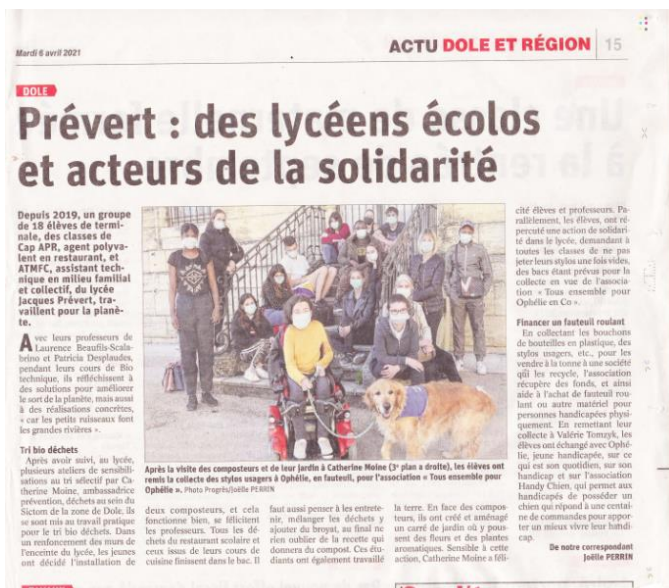 Mardi 6 avril 2021
ACTU DOLE ET RÉGION 15
DOLE
Prévert : des lycéens écolos
et acteurs de la solidarité
Depuis 2019, un groupe
de 18 élèves de termi-
nale, des classes de
Cap APR, agent polyva-
lent en restaurant, et
ATMFC, assistant tech-
nique en milieu familial
et collectif, du lycée
Jacques Prévert, tra-
vaillent pour la planè-
te.
Avec leurs professeurs de
Laurence Beaufils-Scala-
brino et Patricia Desplaudes,
pendant leurs cours de Bio
technique, ils réfléchissent à
des solutions pour améliorer
le sort de la planète, mais aussi
à des réalisations concrètes,
« car les petits ruisseaux font
les grandes rivières ».
Tri bio déchets
Après avoir suivi, au lycée,
plusieurs ateliers de sensibili-
sations au tri sélectif par Ca-
therine Moine, ambassadrice
prévention, déchets au sein du
Sictom de la zone de Dole, ils
se sont mis au travail pratique
pour le tri bio déchets. Dans
un renfoncement des murs de
l'enceinte du lycée, les jeunes
ont décidé l'installation de
Après la visite des composteurs et de leur jardin à Catherine Moine (3e plan a droite), les élèves ont
remis la collecte des stylos usagers à Ophélie, en fauteuil, pour l'association « Tous ensemble pour
Ophélie ». Photo Progrès/Joëlle PERRIN
deux composteurs, et cela
fonctionne bien, se félicitent
les professeurs. Tous les dé-
chets du restaurant scolaire et
ceux issus de leurs cours de
cuisine finissent dans le bac. Il
faut aussi penser à les entrete-
nir, mélanger les déchets y
ajouter du broyat, au final ne
rien oublier de la recette qui
donnera du compost. Ces étu-
diants ont également travaillé
la terre. En face des compos-
teurs, ils ont créé et aménagé
un carré de jardin où y pous-
sent des fleurs et des plantes
aromatiques. Sensible à cette
action, Catherine Moine a féli-
cité élèves et professeurs. Pa-
rallèlement, les élèves, ont ré-
percuté une action de solidari-
té dans le lycée, demandant à
toutes les classes de ne pas
jeter leurs stylos une fois vides,
des bacs étant prévus pour la
collecte en vue de l'associa-
tion « Tous ensemble pour
Ophélie en Co ».
Financer un fauteuil roulant
En collectant les bouchons
de bouteilles en plastique, des
stylos usagers, etc., pour les
vendre à la tonne à une société
qui les recycle, l'association
récupère des fonds, et ainsi
aide à l'achat de fauteuil rou-
lant ou autre matériel pour
personnes handicapées physi-
quement. En remettant leur
collecte à Valérie Tomzyk, les
élèves ont échangé avec Ophé-
lie, jeune handicapée, sur ce
qui est son quotidien, sur son
handicap et sur l'association
Handy Chien, qui permet aux
handicapés de posséder un
chien qui répond à une centai-
ne de commandes pour appor-
ter un mieux vivre leur handi-
cap.
De notre correspondant
Joëlle PERRIN